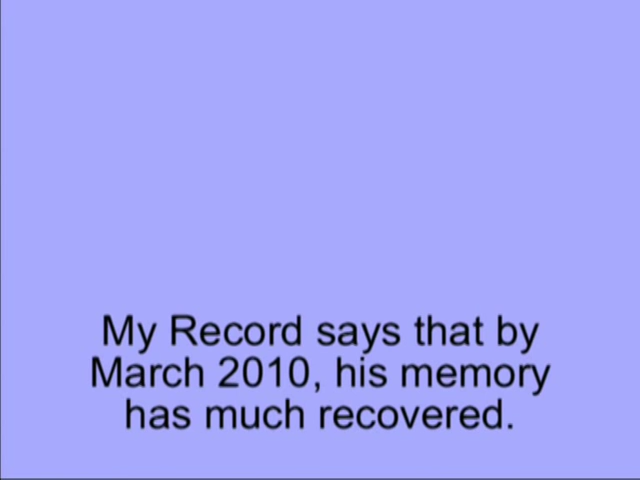 My Record says that by
March 2010, his memory
has much recovered.